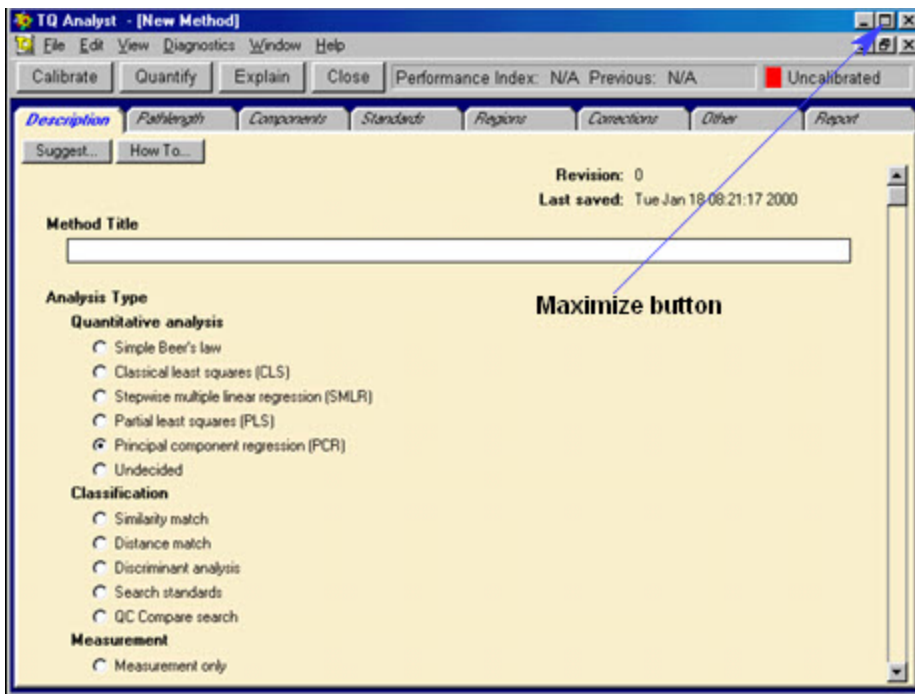 TQ Analyst - [New Method]
File Edit View Diagnostics Window Help
Calibrate Quantify Explain Close Performance Index: N/A Previous: N/A Uncalibrated
Description Pathlength Components Standards Regions Corrections Other Report
Suggest... How To...
Revision: 0
Last saved: Tue Jan 18 08:21:17 2000
Method Title
Maximize button
Analysis Type
Quantitative analysis
Simple Beer's law
Classical least squares (CLS)
Stepwise multiple linear regression (SMLR)
Partial least squares (PLS)
Principal component regression (PCR)
Undecided
Classification
Similarity match
Distance match
Discriminant analysis
Search standards
QC Compare search
Measurement
Measurement only